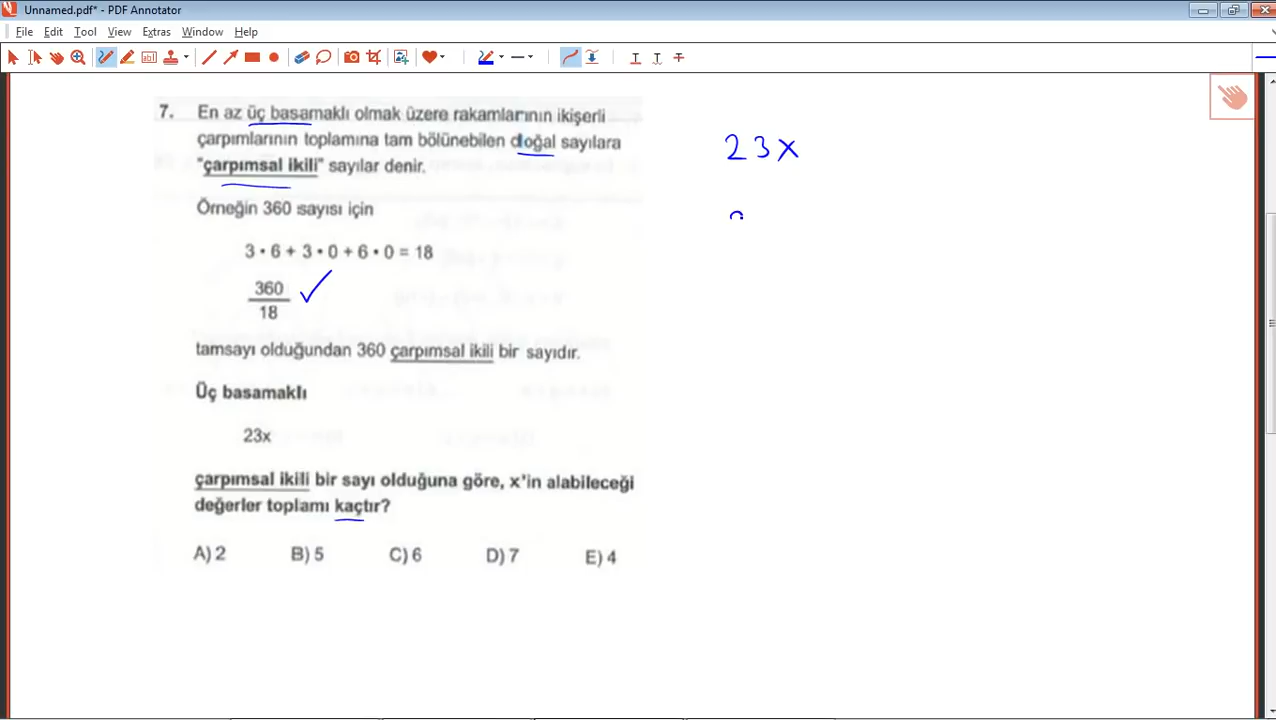 Unnamed.pdf* - PDF Annotator
File Edit Tool View Extras Window Help
7. En az üç basamaklı olmak üzere rakamlarının ikişerli
çarpımlarının toplamına tam bölünebilen doğal sayılara
"çarpımsal ikili" sayılar denir.
Örneğin 360 sayısı için
3 • 6 + 3 • 0 + 6 • 0 = 18
360
18
tamsayı olduğundan 360 çarpımsal ikili bir sayıdır.
Üç basamaklı
23x
çarpımsal ikili bir sayı olduğuna göre, x'in alabileceği
değerler toplamı kaçtır?
A) 2 B) 5 C) 6 D) 7 E) 4
23x